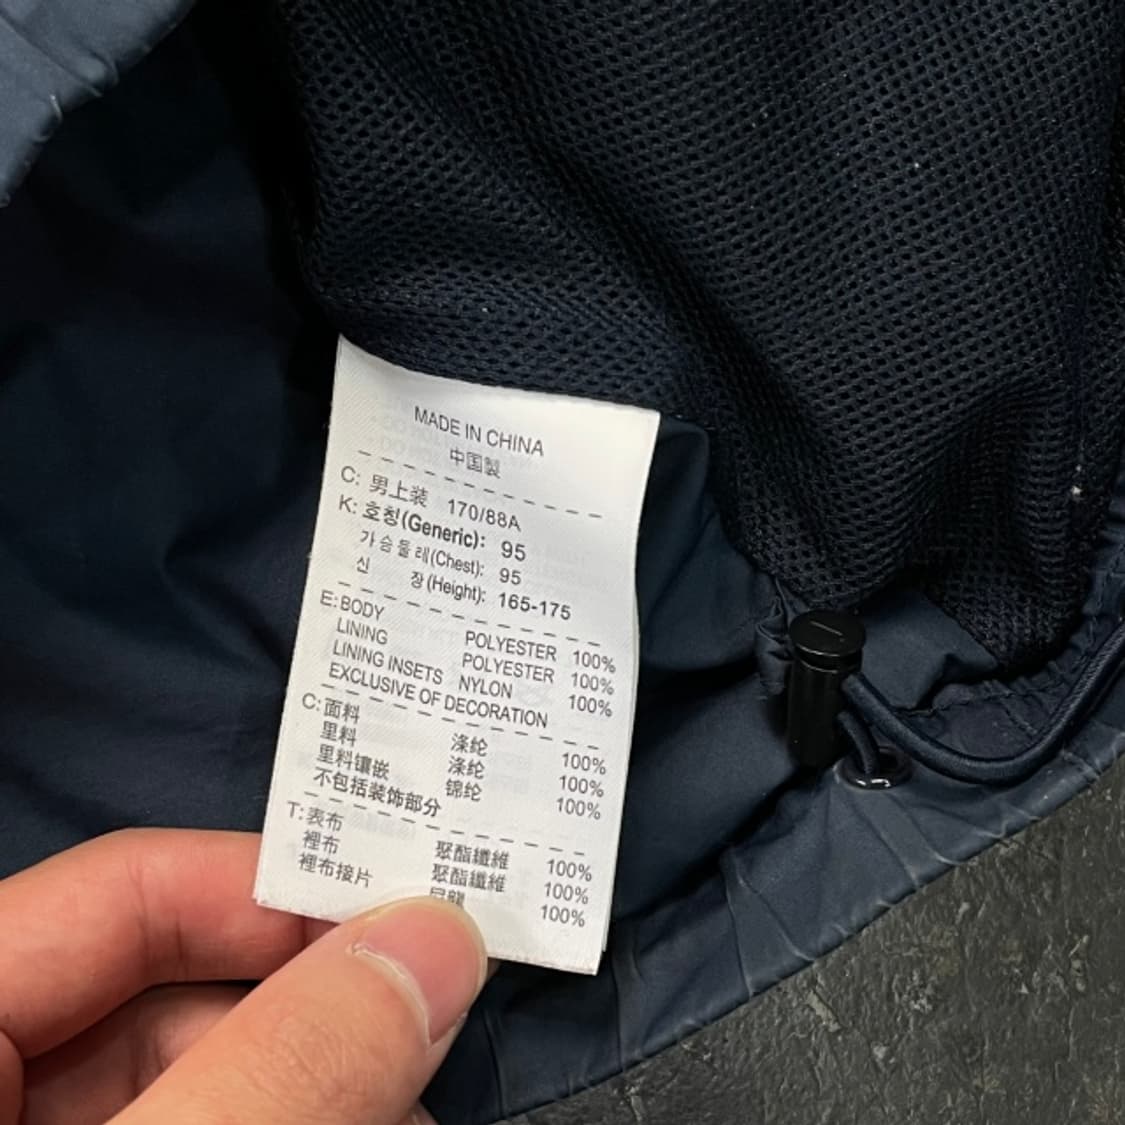 MADE IN CHINA
中国製
C: 男上装 170/88A
K: 호칭(Generic): 95
가슴둘레(Chest): 95
신 장(Height): 165-175
E: BODY POLYESTER 100%
LINING POLYESTER 100%
LINING INSETS NYLON 100%
EXCLUSIVE OF DECORATION
C: 面料 涤纶 100%
里料 涤纶 100%
里料镶嵌 锦纶 100%
不包括装饰部分
T: 表布 聚酯纖維 100%
裡布 聚酯纖維 100%
裡布接片 100%